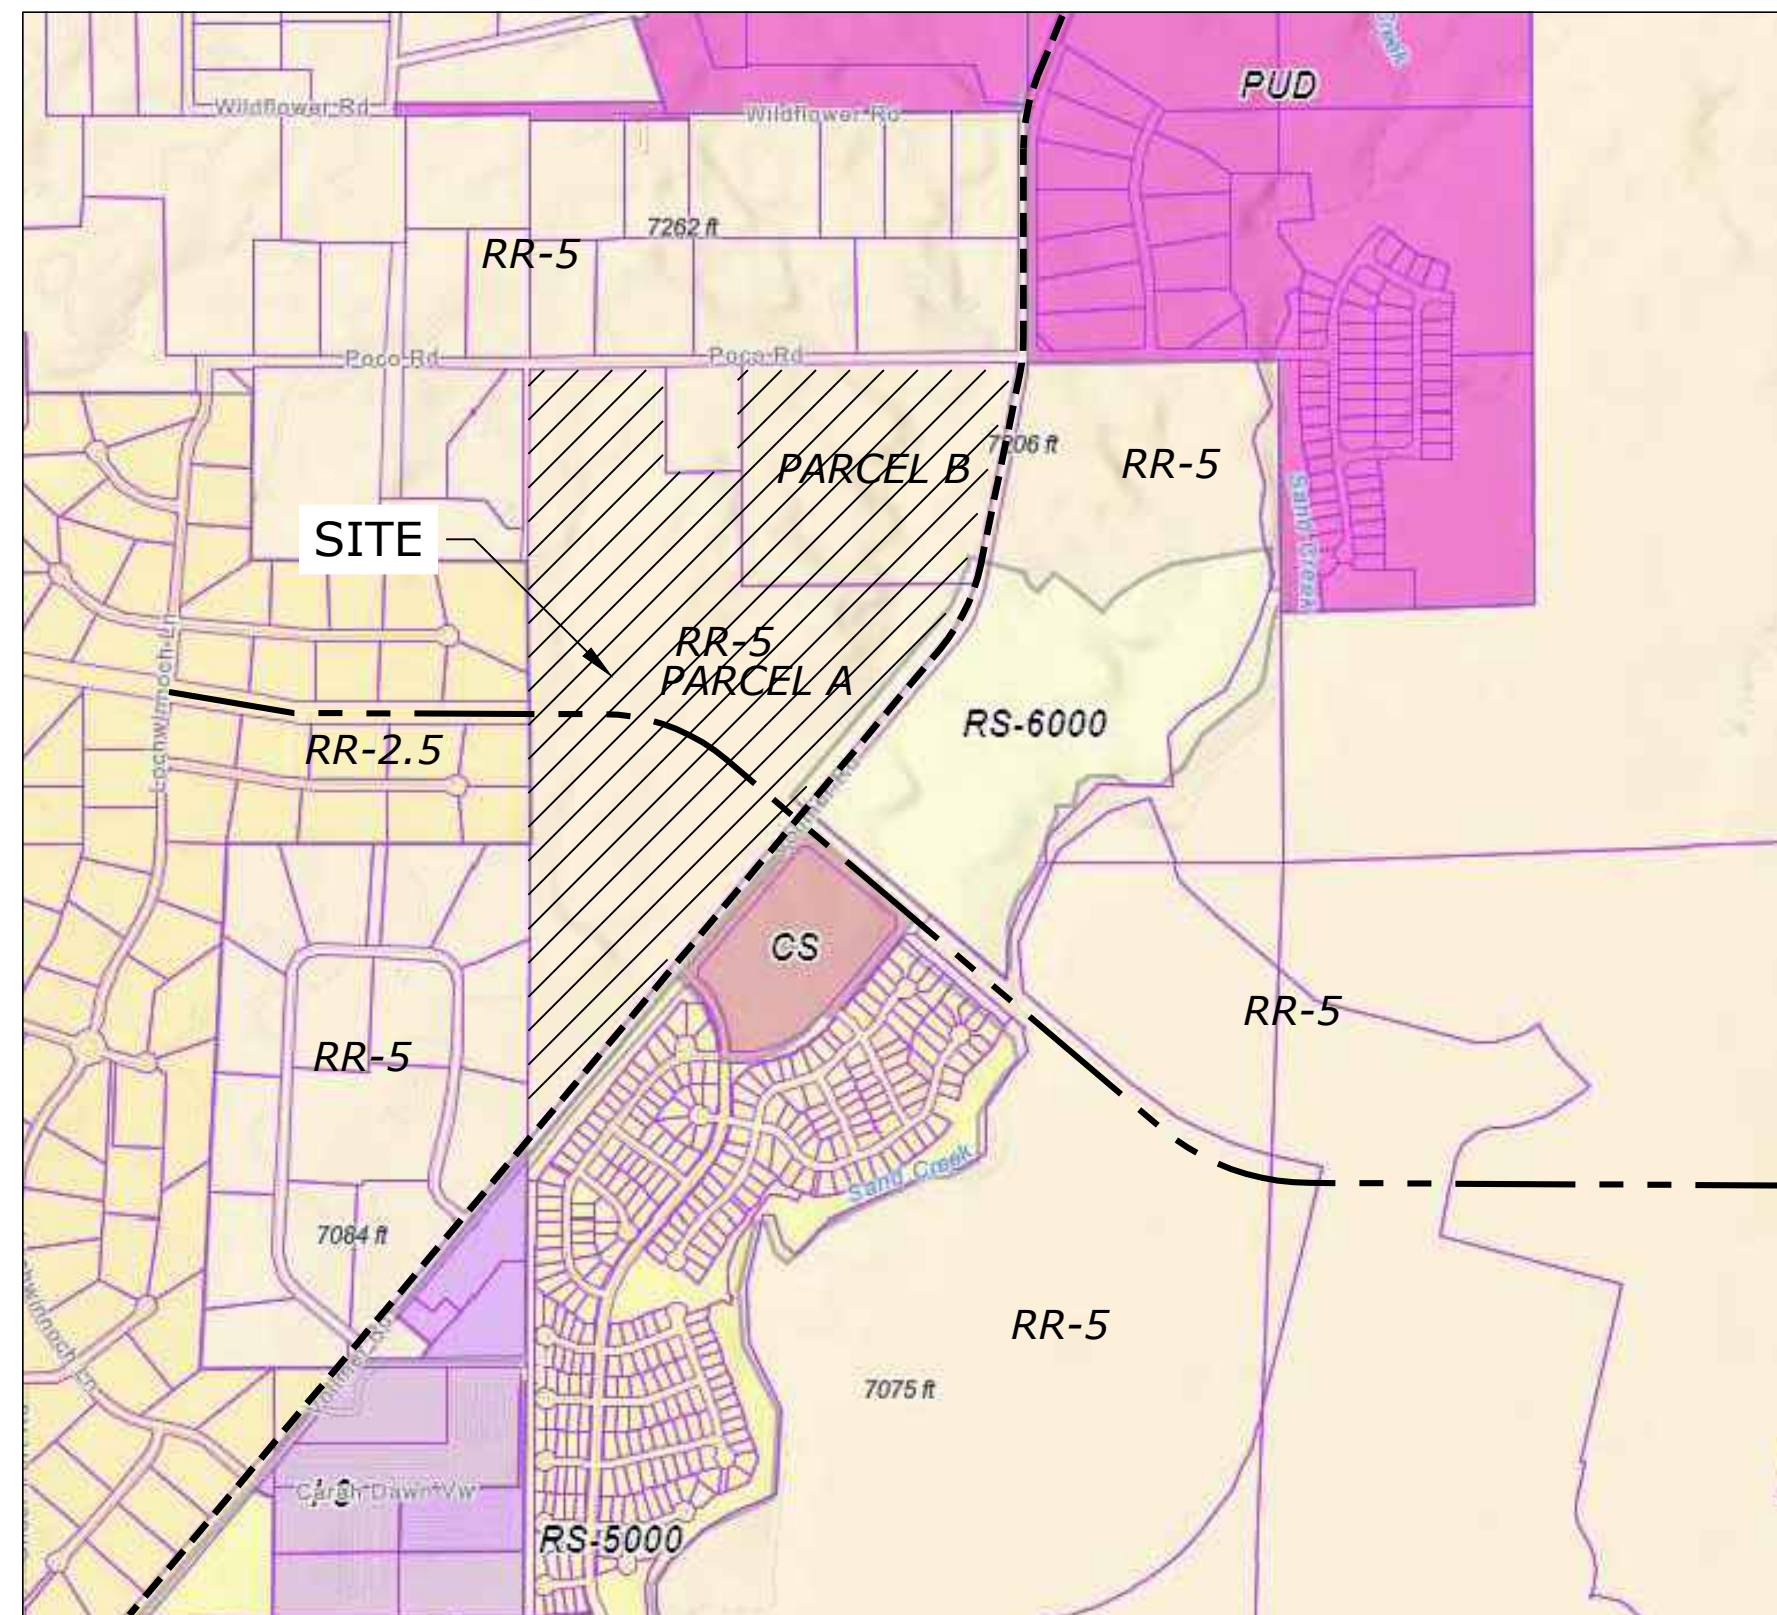 Creek
PUD
Wildflower Rd
Wildflower Rd
7262 ft
RR-5
Poco Rd
Poco Rd
PARCEL B
7206 ft
RR-5
SITE
Sand Creek
RR-5
PARCEL A
Lochwinnoch Ln
RS-6000
RR-2.5
CS
RR-5
RR-5
Sand Creek
7084 ft
RR-5
7075 ft
Carah Dawn Vw
RS-5000